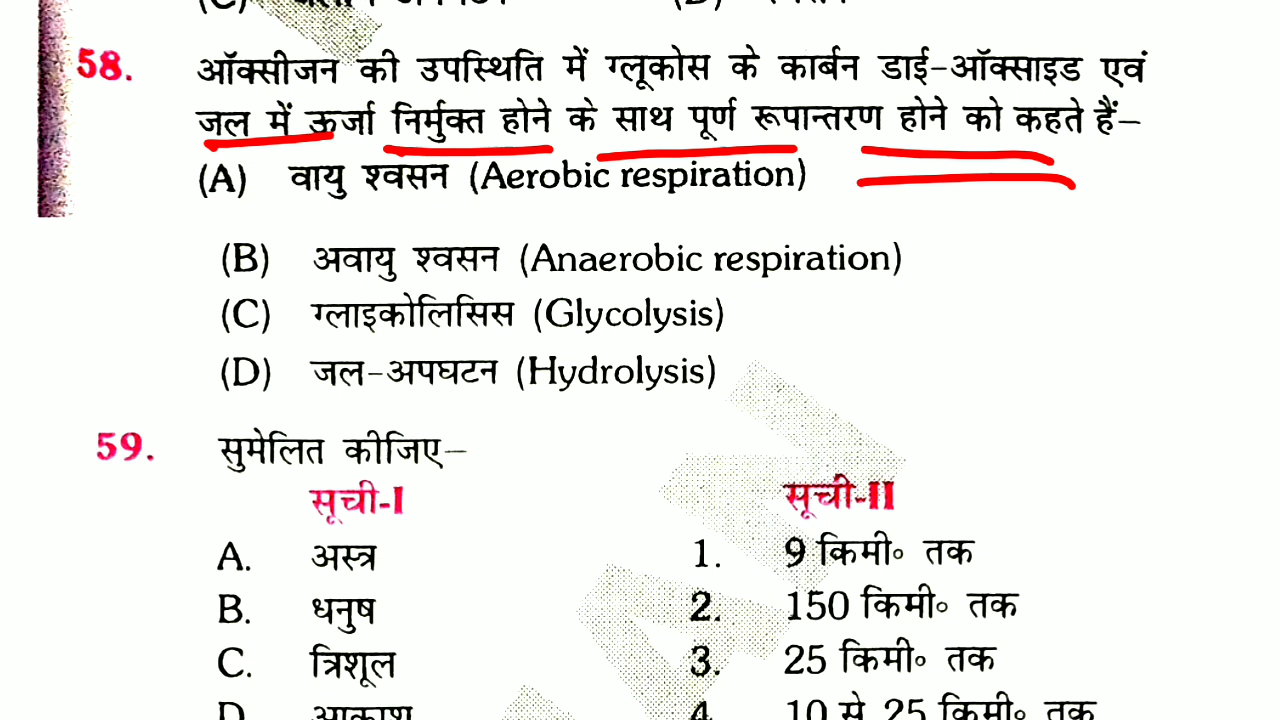 58. ऑक्सीजन की उपस्थिति में ग्लूकोस के कार्बन डाई-ऑक्साइड एवं
जल में ऊर्जा निर्मुक्त होने के साथ पूर्ण रूपान्तरण होने को कहते हैं–
(A) वायु श्वसन (Aerobic respiration)
(B) अवायु श्वसन (Anaerobic respiration)
(C) ग्लाइकोलिसिस (Glycolysis)
(D) जल-अपघटन (Hydrolysis)
59. सुमेलित कीजिए–
सूची-I सूची-II
A. अस्त्र 1. 9 किमी॰ तक
B. धनुष 2. 150 किमी॰ तक
C. त्रिशूल 3. 25 किमी॰ तक
D. आकाश 4. 10 से 25 किमी॰ तक